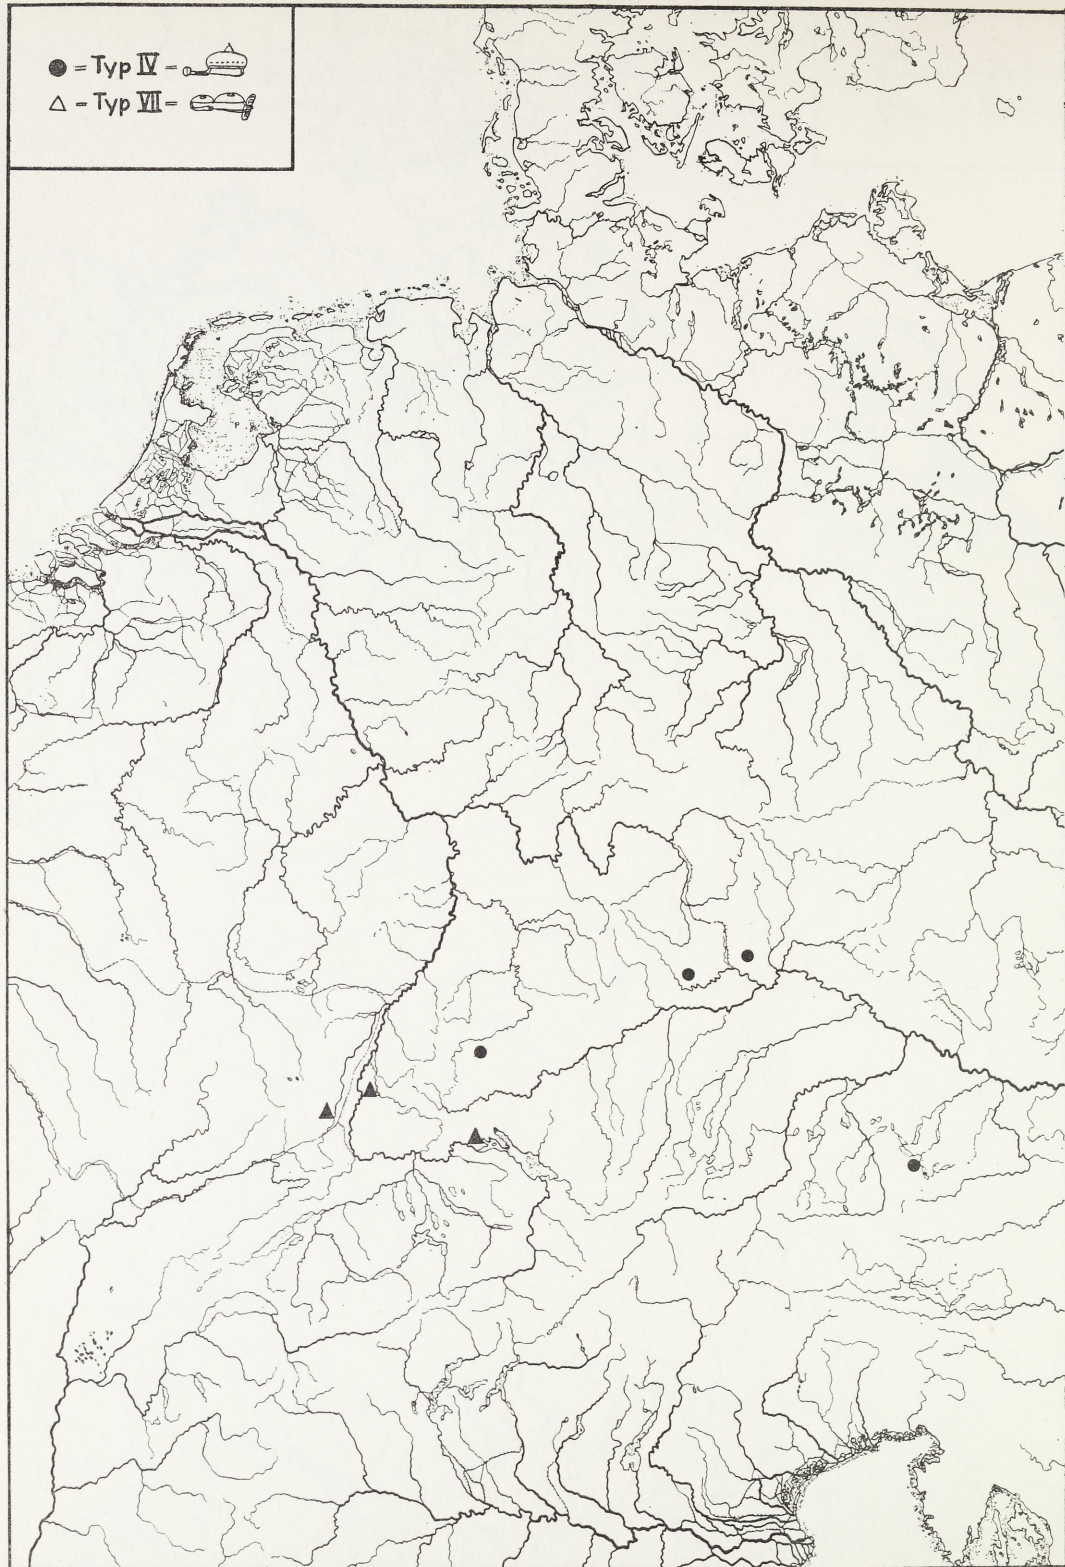 ● = Typ IV =
△ = Typ VII =